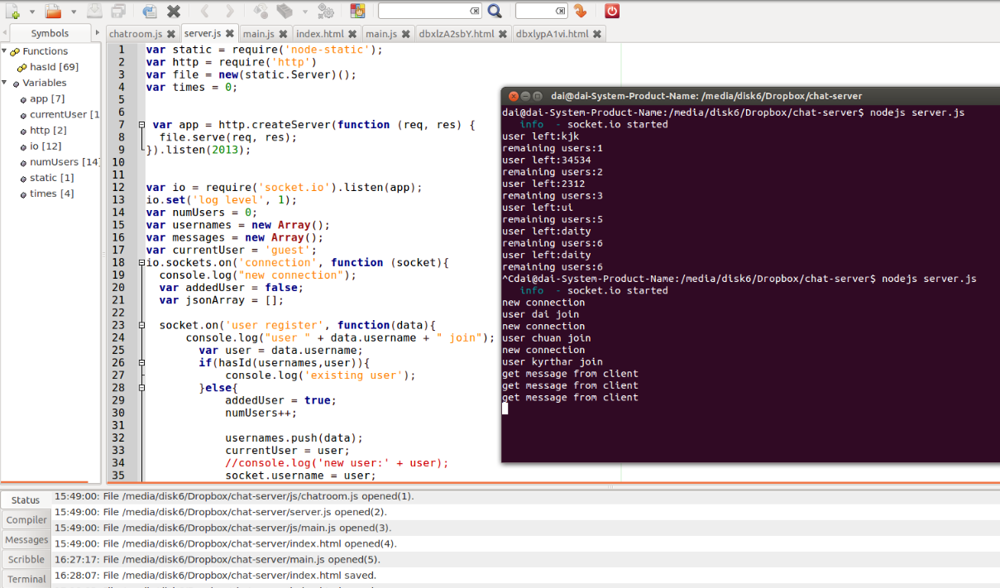 Symbols
chatroom.js
server.js
main.js
index.html
main.js
dbxlzA2sbY.html
dbxlypA1vi.html
Functions
hasId [69]
Variables
app [7]
currentUser [1
http [2]
io [12]
numUsers [14]
static [1]
times [4]
1 var static = require('node-static');
2 var http = require('http')
3 var file = new(static.Server)();
4 var times = 0;
5
6
7 var app = http.createServer(function (req, res) {
8 file.serve(req, res);
9 }).listen(2013);
10
11
12 var io = require('socket.io').listen(app);
13 io.set('log level', 1);
14 var numUsers = 0;
15 var usernames = new Array();
16 var messages = new Array();
17 var currentUser = 'guest';
18 io.sockets.on('connection', function (socket){
19 console.log("new connection");
20 var addedUser = false;
21 var jsonArray = [];
22
23 socket.on('user register', function(data){
24 console.log("user " + data.username + " join");
25 var user = data.username;
26 if(hasId(usernames,user)){
27 console.log('existing user');
28 }else{
29 addedUser = true;
30 numUsers++;
31
32 usernames.push(data);
33 currentUser = user;
34 //console.log('new user:' + user);
35 socket.username = user;
dai@dai-System-Product-Name: /media/disk6/Dropbox/chat-server
dai@dai-System-Product-Name:/media/disk6/Dropbox/chat-server$ nodejs server.js
info - socket.io started
user left:kjk
remaining users:1
user left:34534
remaining users:2
user left:2312
remaining users:3
user left:ui
remaining users:5
user left:daity
remaining users:6
user left:daity
remaining users:6
^Cdai@dai-System-Product-Name:/media/disk6/Dropbox/chat-server$ nodejs server.js
info - socket.io started
new connection
user dai join
new connection
user chuan join
new connection
user kyrthar join
get message from client
get message from client
get message from client
Status
Compiler
Messages
Scribble
Terminal
15:49:00: File /media/disk6/Dropbox/chat-server/js/chatroom.js opened(1).
15:49:00: File /media/disk6/Dropbox/chat-server/server.js opened(2).
15:49:00: File /media/disk6/Dropbox/chat-server/js/main.js opened(3).
15:49:00: File /media/disk6/Dropbox/chat-server/index.html opened(4).
16:27:17: File /media/disk6/Dropbox/chat-server/main.js opened(5).
16:28:07: File /media/disk6/Dropbox/chat-server/index.html saved.